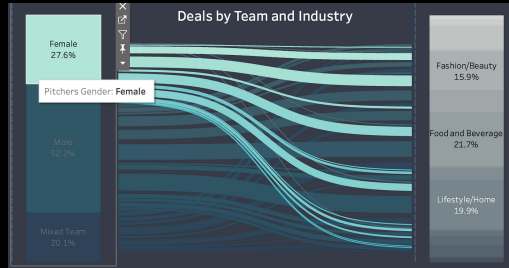 Deals by Team and Industry
Female
27.6%
Pitchers Gender: Female
Male
52.2%
Mixed Team
20.1%
Fashion/Beauty
15.9%
Food and Beverage
21.7%
Lifestyle/Home
19.9%